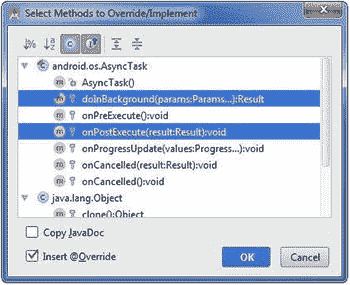 Select Methods to Override/Implement
android.os.AsyncTask
AsyncTask()
doInBackground(params:Params...):Result
onPreExecute():void
onPostExecute(result:Result):void
onProgressUpdate(values:Progress...):void
onCancelled(result:Result):void
onCancelled():void
java.lang.Object
clone():Object
Copy JavaDoc
Insert @Override
OK
Cancel